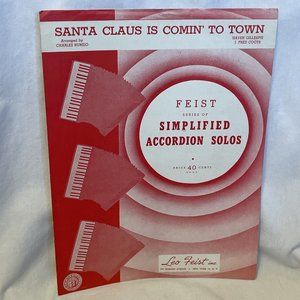 SANTA CLAUS IS COMIN' TO TOWN
Arranged by
CHARLES NUNZIO
HAVEN GILLESPIE
J. FRED COOTS
FEIST
SERIES OF
SIMPLIFIED
ACCORDION SOLOS
PRICE 40 CENTS
Leo Feist inc